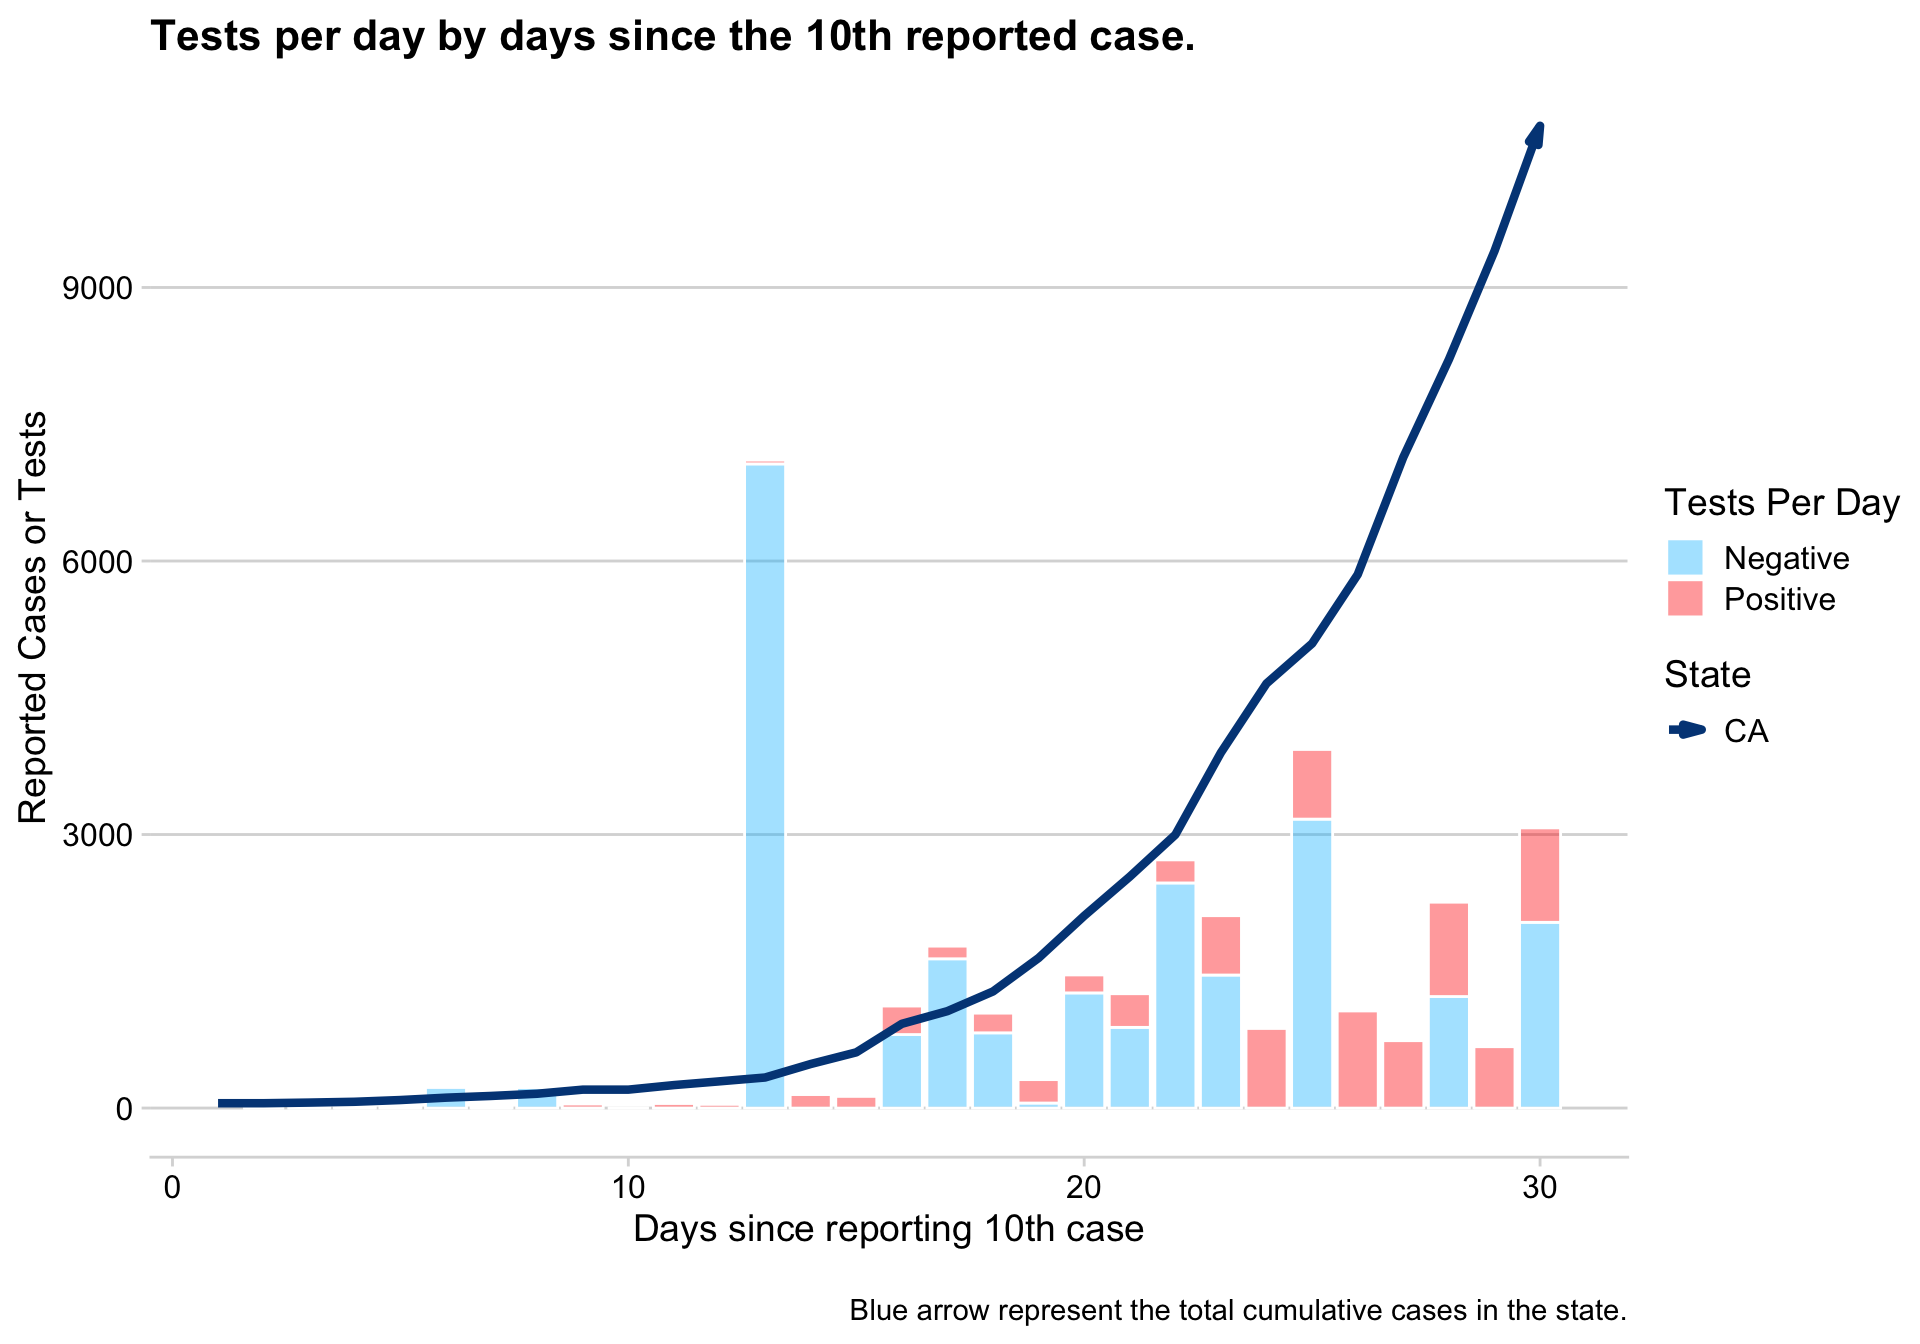 Tests per day by days since the 10th reported case.
Reported Cases or Tests
9000
6000
3000
0
0
10
20
30
Days since reporting 10th case
Tests Per Day
Negative
Positive
State
CA
Blue arrow represent the total cumulative cases in the state.